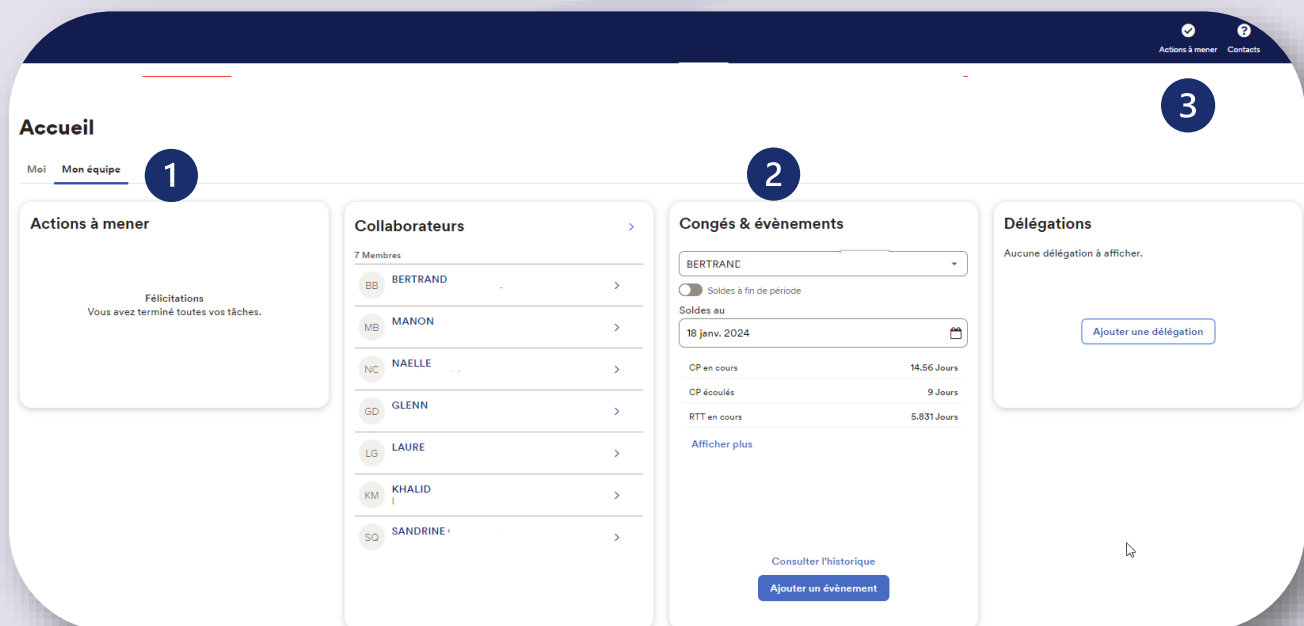 Actions à mener Contacts
3
Accueil
Moi Mon équipe
1
2
Actions à mener
Félicitations
Vous avez terminé toutes vos tâches.
Collaborateurs
7 Membres
BB BERTRAND
MB MANON
NC NAELLE
GD GLENN
LG LAURE
KM KHALID
SQ SANDRINE
Congés & évènements
BERTRAND
Soldes à fin de période
Soldes au
18 janv. 2024
CP en cours 14.56 Jours
CP écoulés 9 Jours
RTT en cours 5.831 Jours
Afficher plus
Consulter l'historique
Ajouter un évènement
Délégations
Aucune délégation à afficher.
Ajouter une délégation